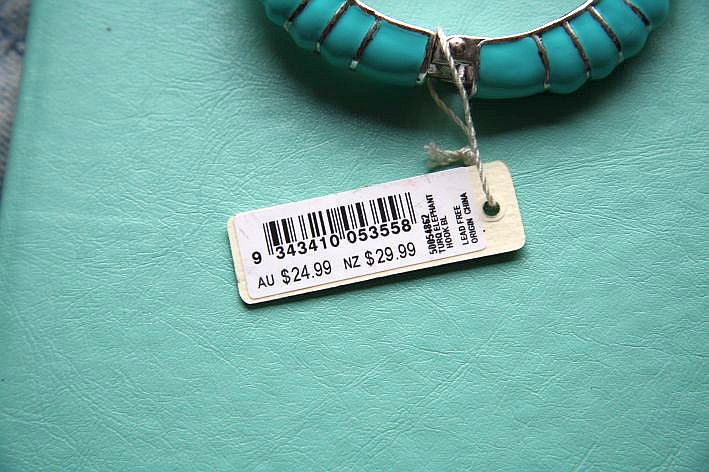 9 343410 053558
AU $24.99 NZ $29.99
50054862
TURQ ELEPHANT
HOOK BL
LEAD FREE
ORIGIN CHINA